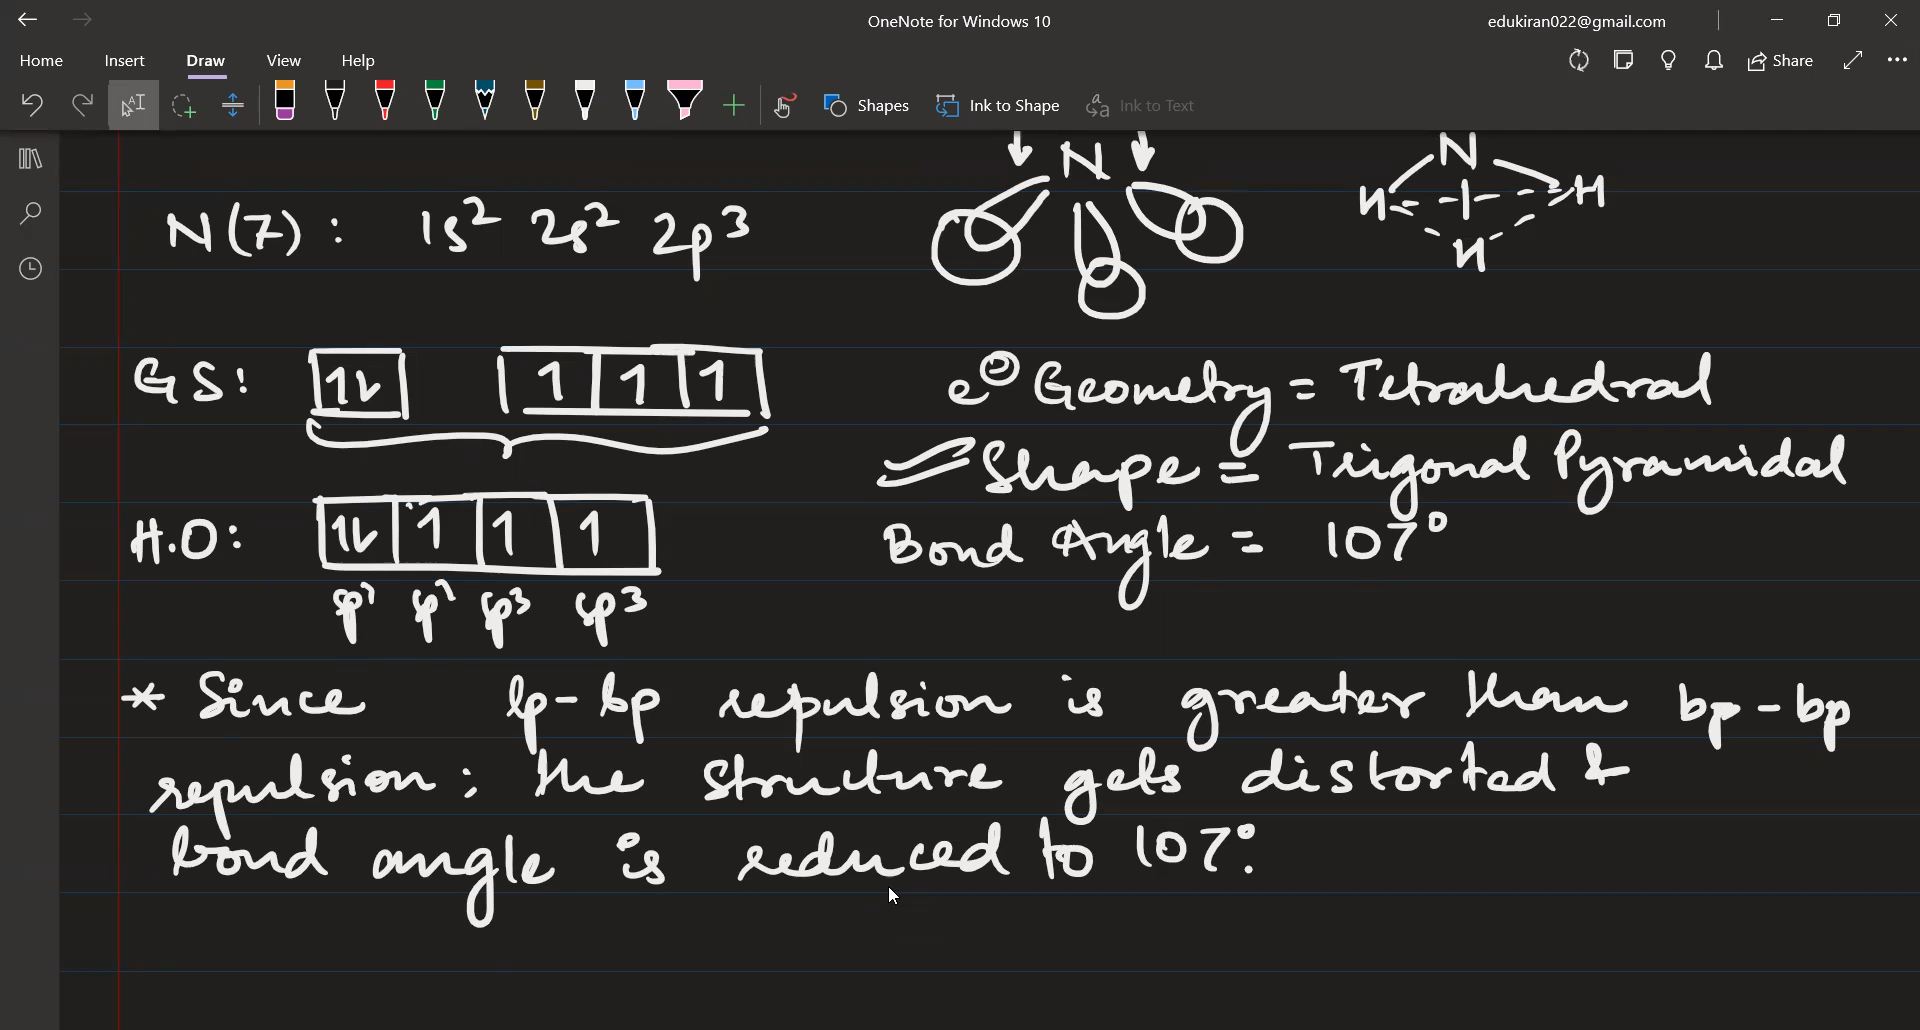 OneNote for Windows 10
edukiran022@gmail.com
Home Insert Draw View Help
Share
Shapes Ink to Shape Ink to Text
N(7) : 1s² 2s² 2p³
N
N
H H
H
GS: 1⇂ 1 1 1
e⊖ Geometry = Tetrahedral
Shape = Trigonal Pyramidal
H.O: 1⇂ 1 1 1
Bond Angle = 107°
sp³ sp³ sp³ sp³
* Since lp-bp repulsion is greater than bp-bp
repulsion; the structure gets distorted &
bond angle is reduced to 107°.